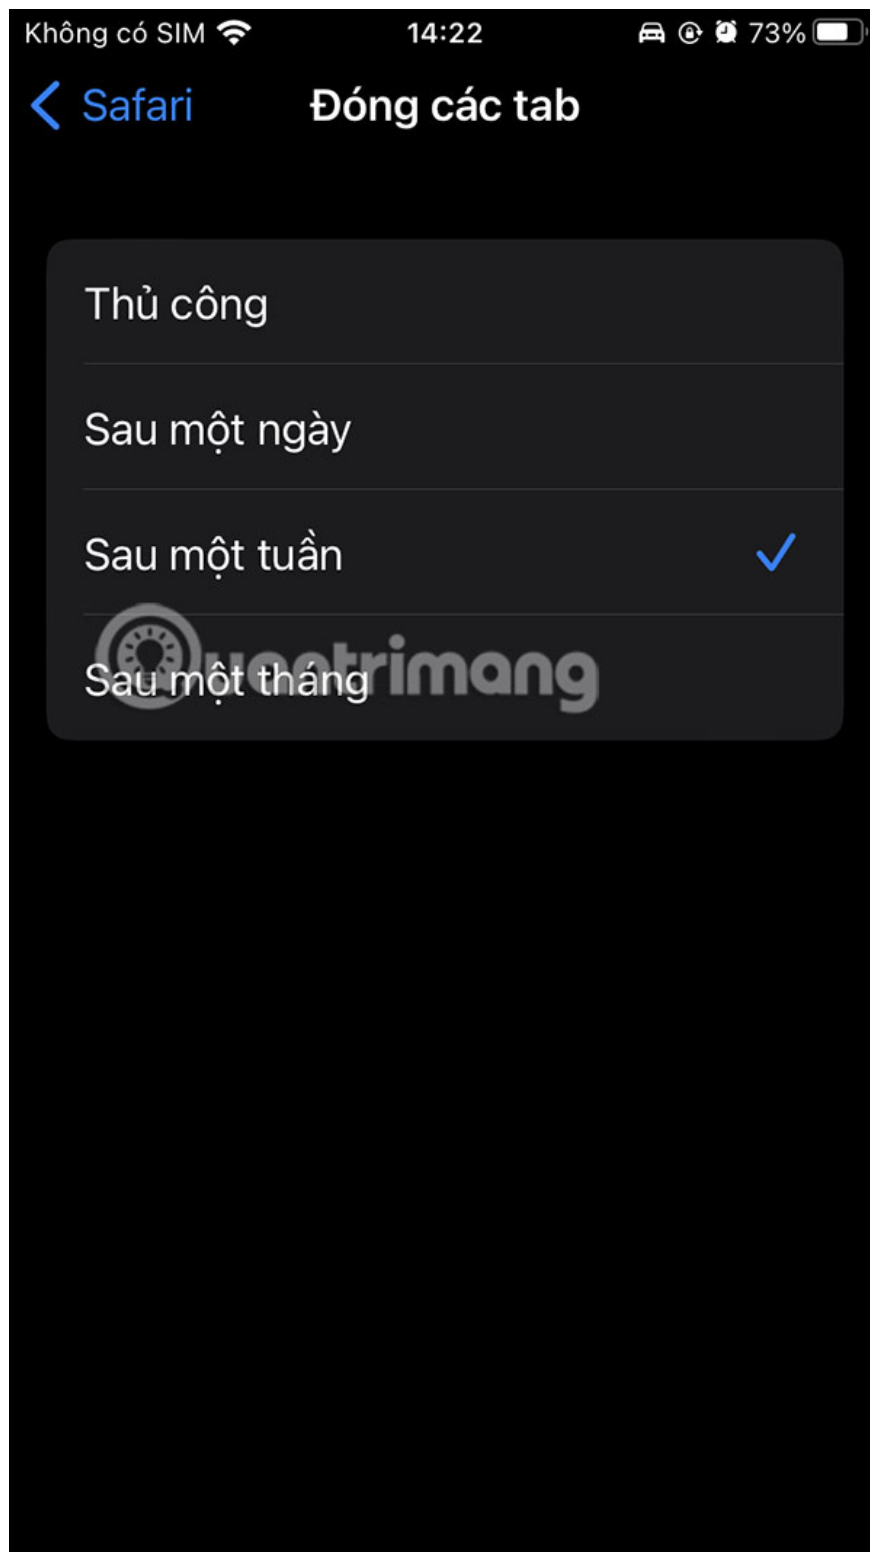 Không có SIM 14:22 73%
Safari Đóng các tab
Thủ công
Sau một ngày
Sau một tuần
Sau một tháng
Quantrimang